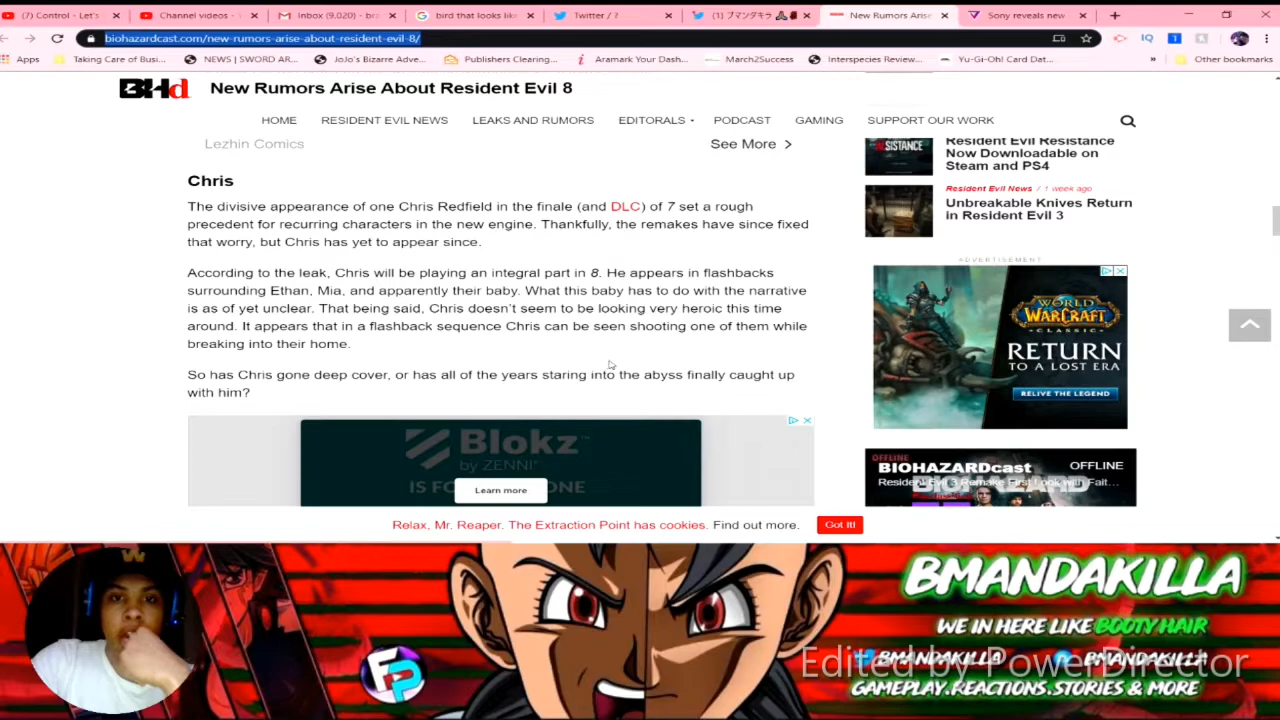 (7) Control - Let's
Channel videos - Y
Inbox (9.020) - bra
bird that looks like
Twitter / ?
(1) ブマンダキラ
New Rumors Arise
Sony reveals new
biohazardcast.com/new-rumors-arise-about-resident-evil-8/
Apps
Taking Care of Busi...
NEWS | SWORD AR...
JoJo's Bizarre Adve...
Publishers Clearing...
Aramark Your Dash...
March2Success
Interspecies Review...
Yu-Gi-Oh! Card Dat...
»
Other bookmarks
BHd
New Rumors Arise About Resident Evil 8
HOME
RESIDENT EVIL NEWS
LEAKS AND RUMORS
EDITORIALS
PODCAST
GAMING
SUPPORT OUR WORK
Lezhin Comics
See More >
Chris
The divisive appearance of one Chris Redfield in the finale (and DLC) of 7 set a rough
precedent for recurring characters in the new engine. Thankfully, the remakes have since fixed
that worry, but Chris has yet to appear since.
According to the leak, Chris will be playing an integral part in 8. He appears in flashbacks
surrounding Ethan, Mia, and apparently their baby. What this baby has to do with the narrative
is as of yet unclear. That being said, Chris doesn't seem to be looking very heroic this time
around. It appears that in a flashback sequence Chris can be seen shooting one of them while
breaking into their home.
So has Chris gone deep cover, or has all of the years staring into the abyss finally caught up
with him?
Blokz™
by ZENNI
Learn more
Resident Evil Resistance
Now Downloadable on
Steam and PS4
Resident Evil News / 1 week ago
Unbreakable Knives Return
in Resident Evil 3
ADVERTISEMENT
WORLD
WARCRAFT
CLASSIC
RETURN
TO A LOST ERA
RELIVE THE LEGEND
OFFLINE
BIOHAZARDcast
OFFLINE
Resident Evil 3 Remake First Look with Fait...
Relax, Mr. Reaper. The Extraction Point has cookies. Find out more.
Got It!
W
FP
BMANDAKILLA
WE IN HERE LIKE BOOTY HAIR
BMANDAKILLA
BMANDAKILLA
GAMEPLAY.REACTIONS.STORIES & MORE
Edited by PowerDirector